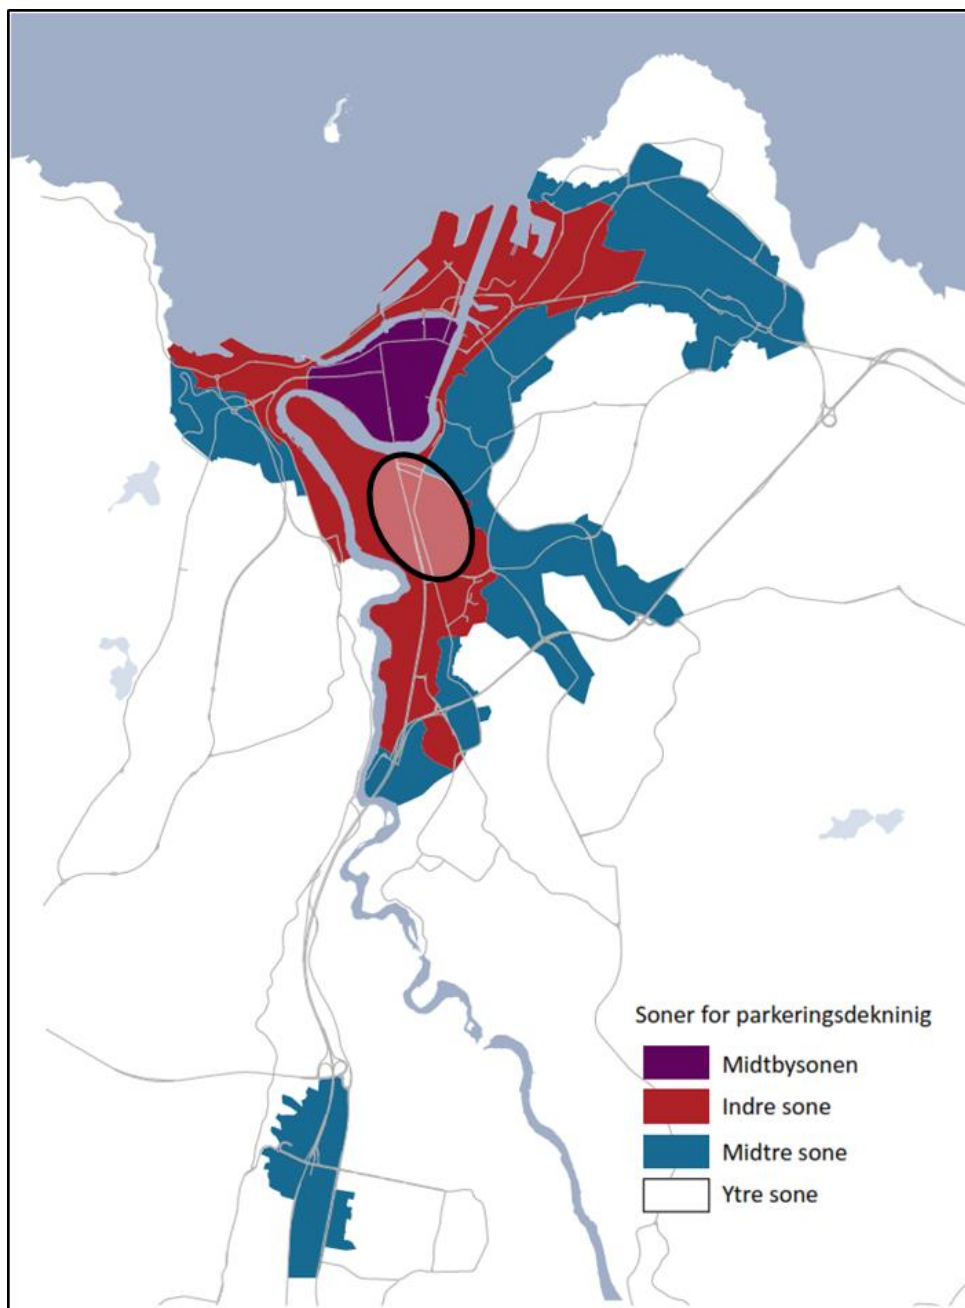 Soner for parkeringsdekninig
Midtbysonen
Indre sone
Midtre sone
Ytre sone